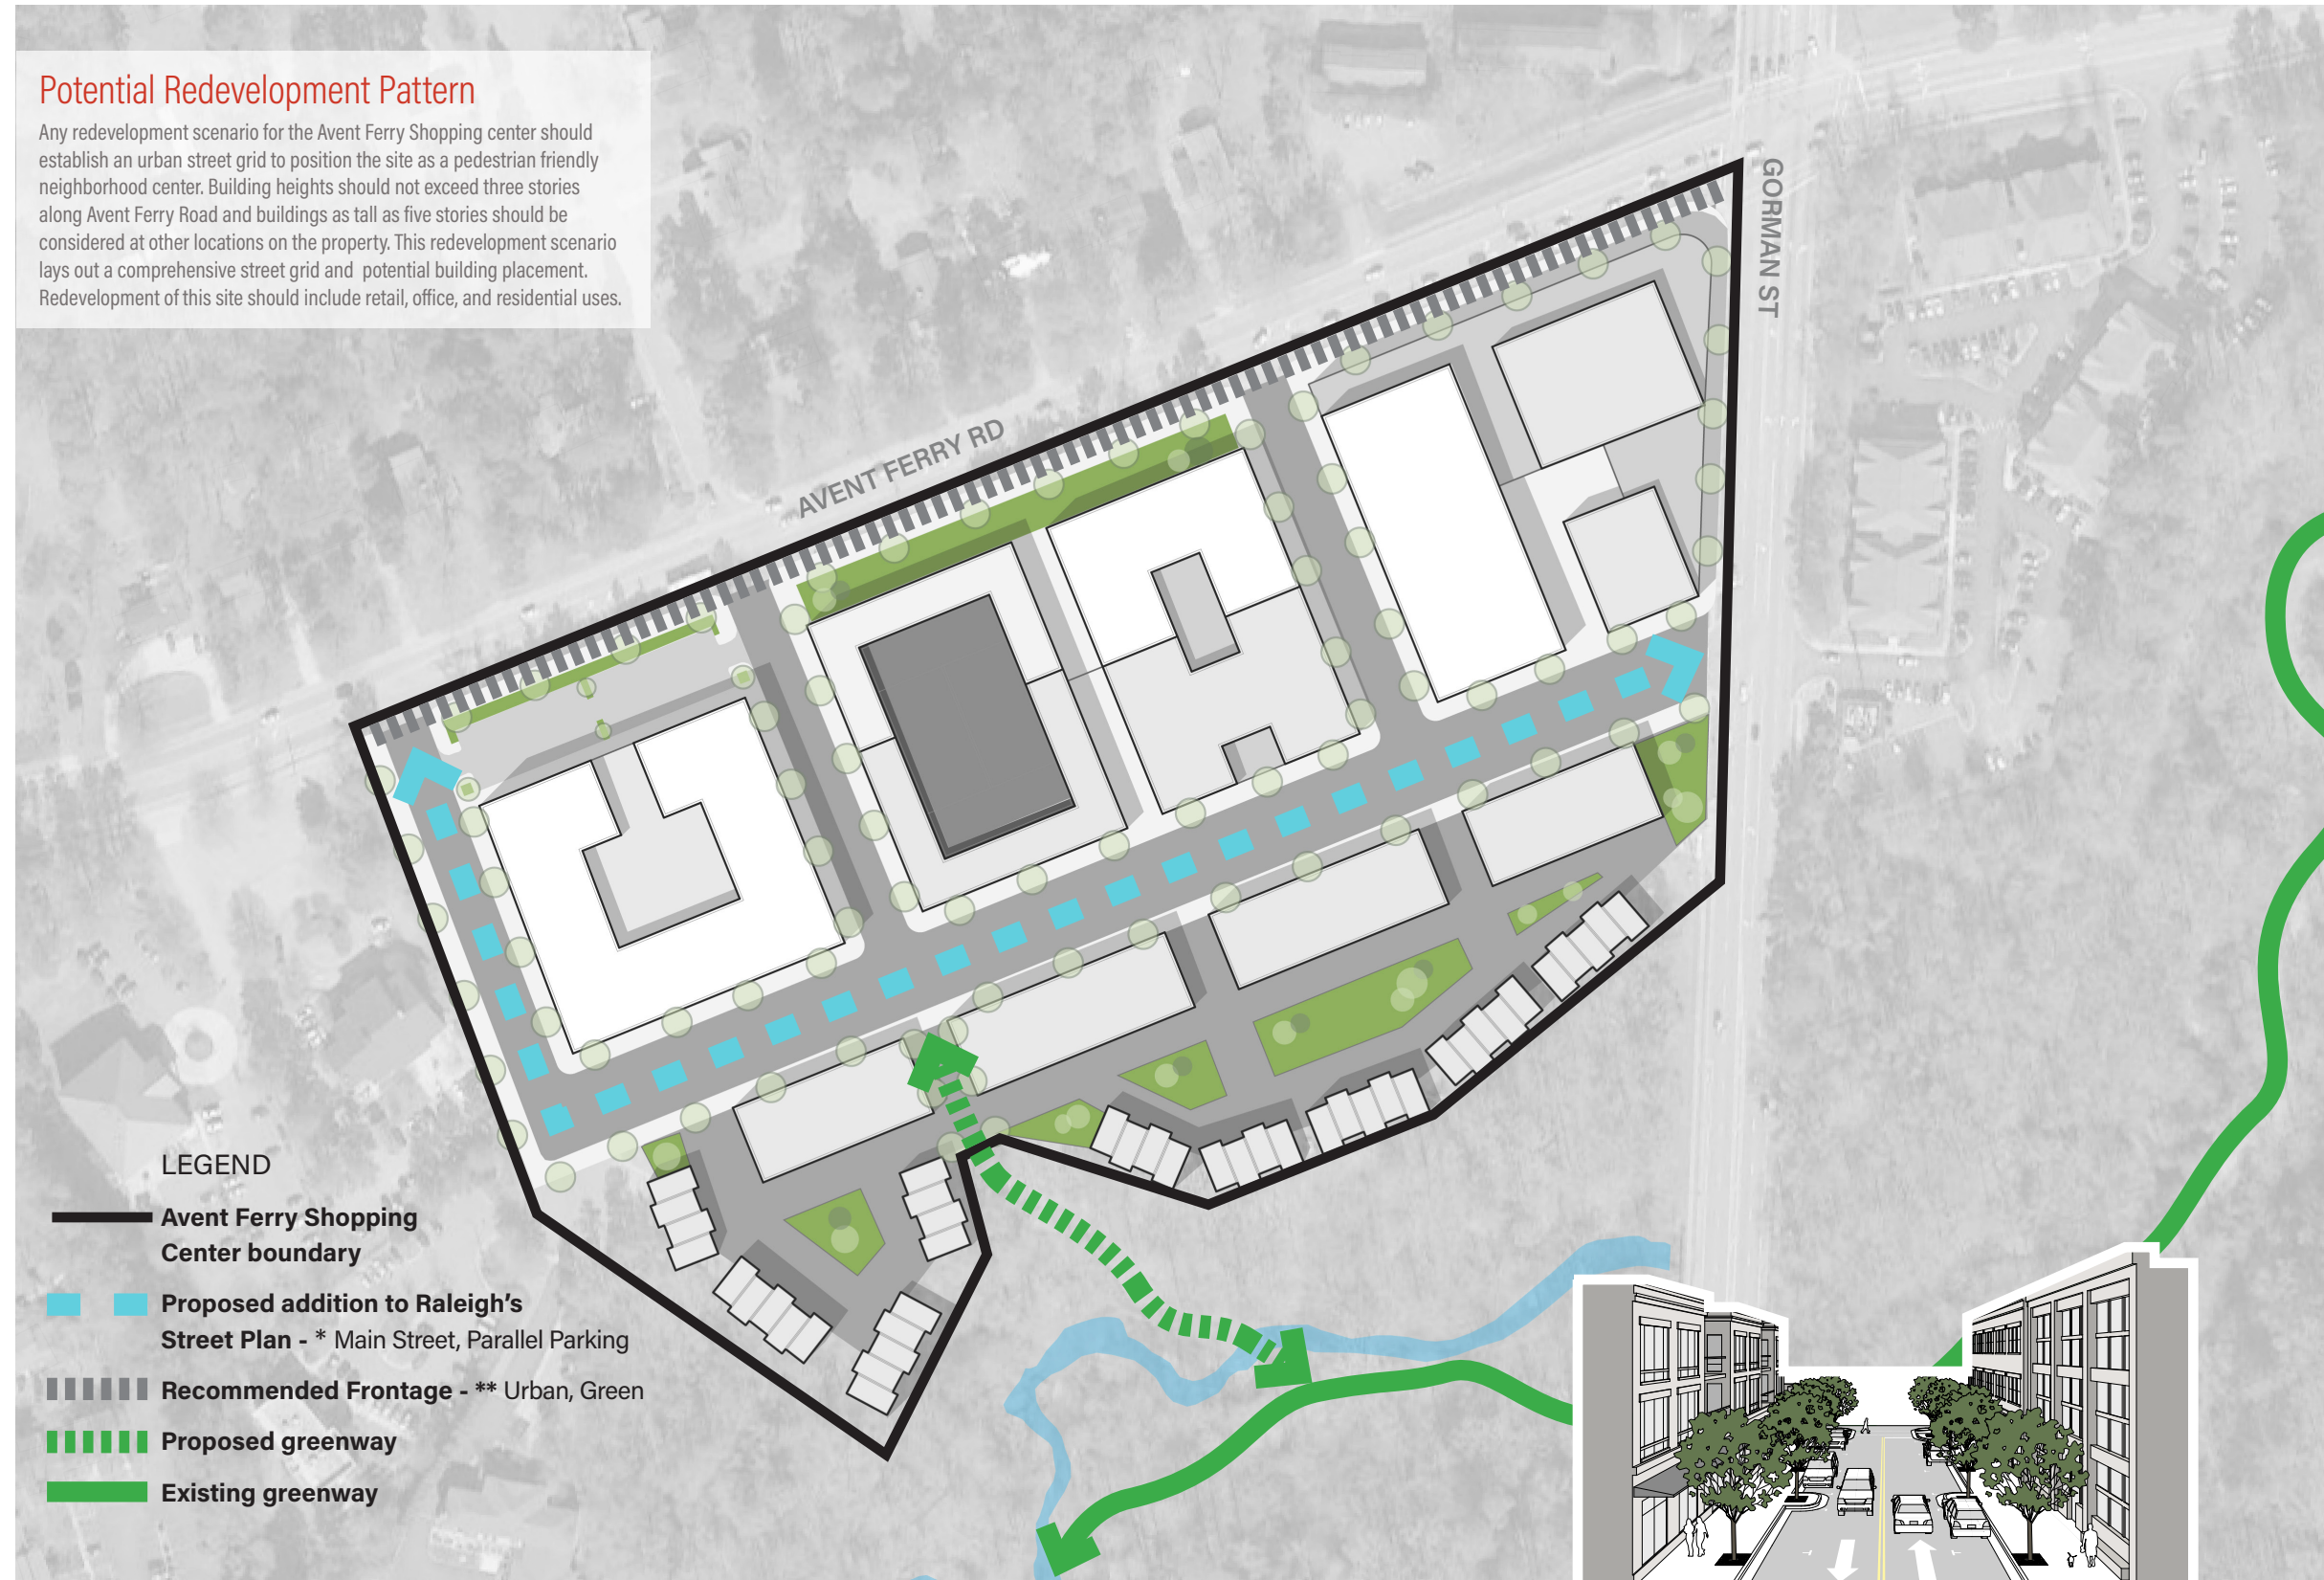 Potential Redevelopment Pattern
Any redevelopment scenario for the Avent Ferry Shopping center should
establish an urban street grid to position the site as a pedestrian friendly
neighborhood center. Building heights should not exceed three stories
along Avent Ferry Road and buildings as tall as five stories should be
considered at other locations on the property. This redevelopment scenario
lays out a comprehensive street grid and potential building placement.
Redevelopment of this site should include retail, office, and residential uses.
GORMAN ST
AVENT FERRY RD
LEGEND
Avent Ferry Shopping
Center boundary
Proposed addition to Raleigh’s
Street Plan - * Main Street, Parallel Parking
Recommended Frontage - ** Urban, Green
Proposed greenway
Existing greenway